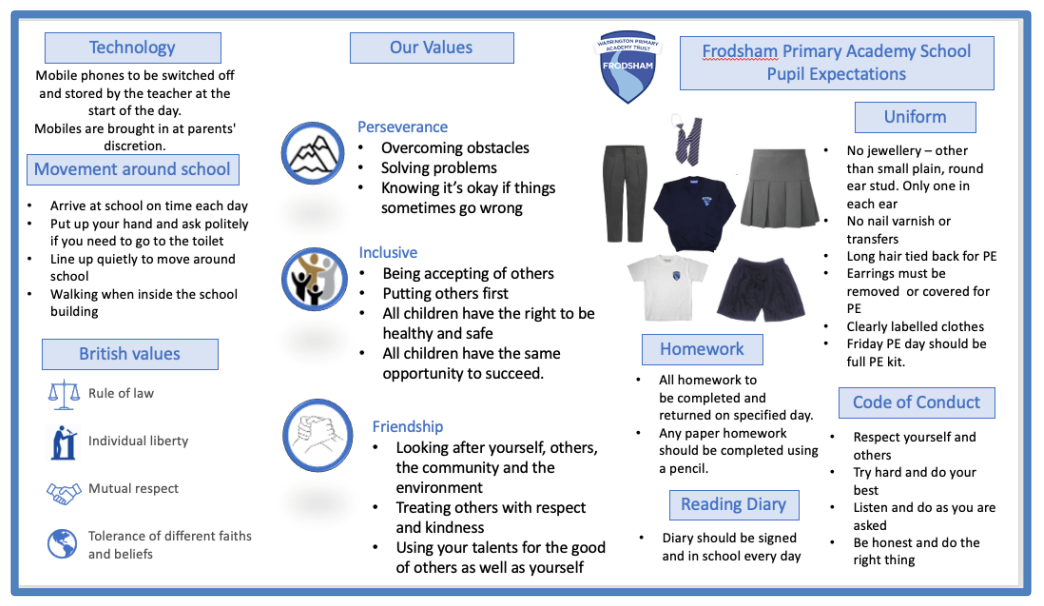 Technology
Mobile phones to be switched off
and stored by the teacher at the
start of the day.
Mobiles are brought in at parents'
discretion.
Movement around school
• Arrive at school on time each day
• Put up your hand and ask politely
if you need to go to the toilet
• Line up quietly to move around
school
• Walking when inside the school
building
British values
Rule of law
Individual liberty
Mutual respect
Tolerance of different faiths
and beliefs
Our Values
Perseverance
• Overcoming obstacles
• Solving problems
• Knowing it's okay if things
sometimes go wrong
Inclusive
• Being accepting of others
• Putting others first
• All children have the right to be
healthy and safe
• All children have the same
opportunity to succeed.
Friendship
• Looking after yourself, others,
the community and the
environment
• Treating others with respect
and kindness
• Using your talents for the good
of others as well as yourself
WARRINGTON PRIMARY
ACADEMY TRUST
FRODSHAM
Frodsham Primary Academy School
Pupil Expectations
Uniform
• No jewellery – other
than small plain, round
ear stud. Only one in
each ear
• No nail varnish or
transfers
• Long hair tied back for PE
• Earrings must be
removed or covered for
PE
• Clearly labelled clothes
• Friday PE day should be
full PE kit.
Homework
• All homework to
be completed and
returned on specified day.
• Any paper homework
should be completed using
a pencil.
Reading Diary
• Diary should be signed
and in school every day
Code of Conduct
• Respect yourself and
others
• Try hard and do your
best
• Listen and do as you are
asked
• Be honest and do the
right thing